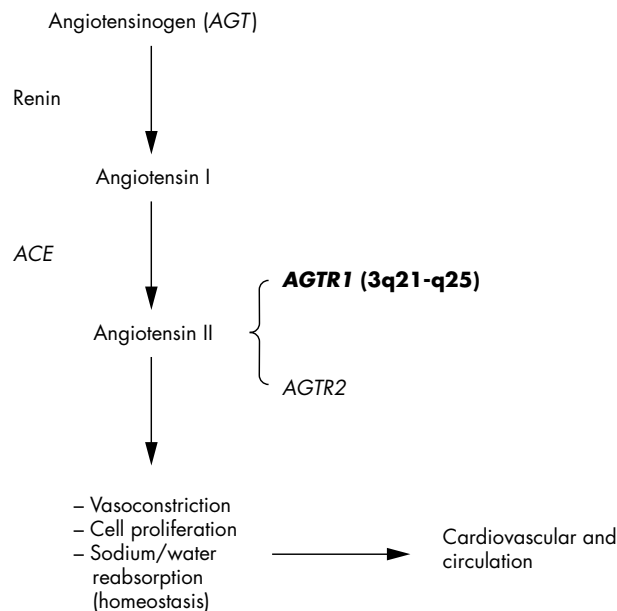 Angiotensinogen (AGT)
Renin
Angiotensin I
ACE
AGTR1 (3q21-q25)
Angiotensin II
AGTR2
– Vasoconstriction
– Cell proliferation
– Sodium/water
reabsorption
(homeostasis)
Cardiovascular and
circulation